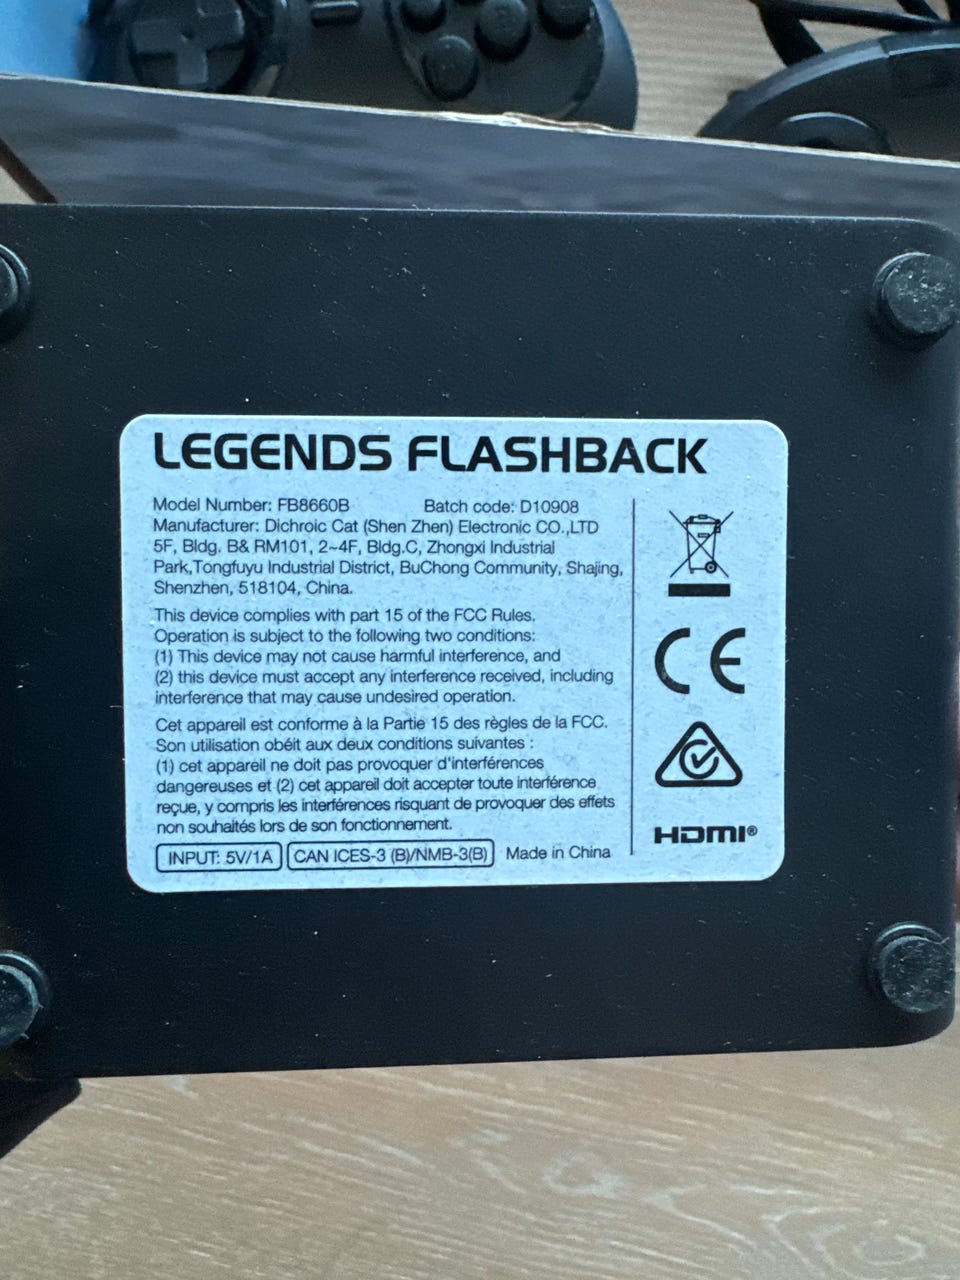 LEGENDS FLASHBACK
Model Number: FB8660B Batch code: D10908
Manufacturer: Dichroic Cat (Shen Zhen) Electronic CO.,LTD
5F, Bldg. B& RM101, 2~4F, Bldg.C, Zhongxi Industrial
Park,Tongfuyu Industrial District, BuChong Community, Shajing,
Shenzhen, 518104, China.
This device complies with part 15 of the FCC Rules.
Operation is subject to the following two conditions:
(1) This device may not cause harmful interference, and
(2) this device must accept any interference received, including
interference that may cause undesired operation.
Cet appareil est conforme à la Partie 15 des règles de la FCC.
Son utilisation obéit aux deux conditions suivantes :
(1) cet appareil ne doit pas provoquer d'interférences
dangereuses et (2) cet appareil doit accepter toute interférence
reçue, y compris les interférences risquant de provoquer des effets
non souhaités lors de son fonctionnement.
INPUT: 5V/1A CAN ICES-3 (B)/NMB-3(B) Made in China
CE
HDMI®